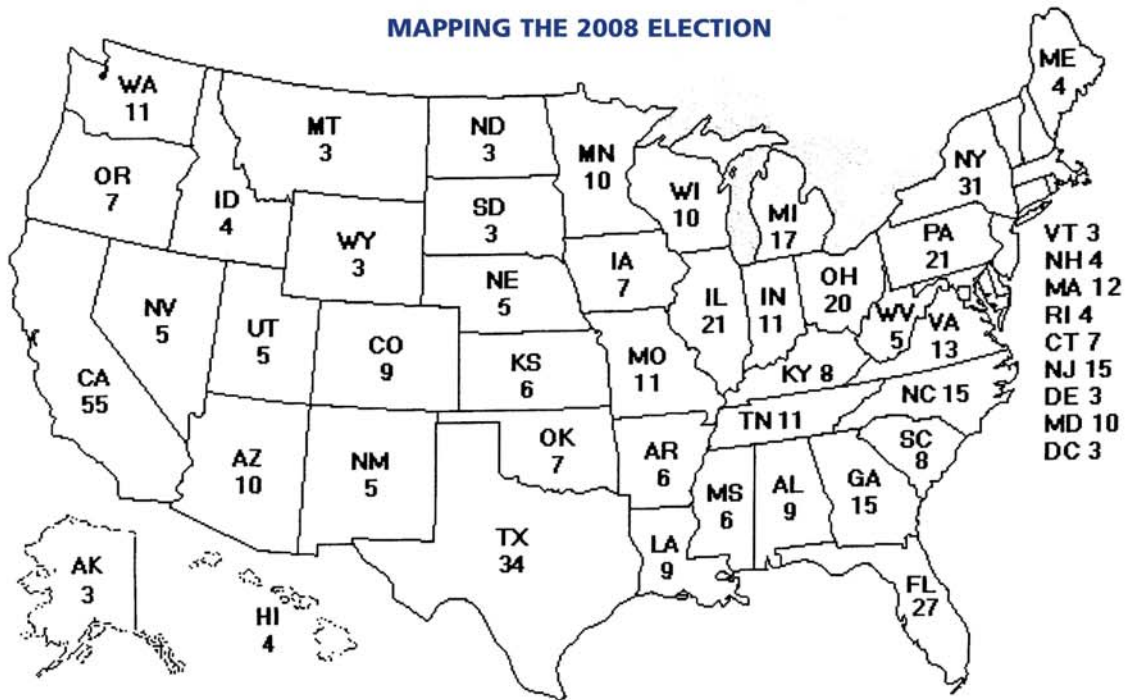 MAPPING THE 2008 ELECTION
ME
4
WA
11
MT
3
ND
3
MN
10
OR
7
ID
4
WY
3
SD
3
WI
10
MI
17
NY
31
NV
5
UT
5
CO
9
NE
5
IA
7
IL
21
IN
11
OH
20
PA
21
WV
5
VA
13
CA
55
KS
6
MO
11
KY 8
NC 15
AZ
10
NM
5
OK
7
AR
6
TN 11
SC
8
MS
6
AL
9
GA
15
TX
34
LA
9
FL
27
AK
3
HI
4
VT 3
NH 4
MA 12
RI 4
CT 7
NJ 15
DE 3
MD 10
DC 3